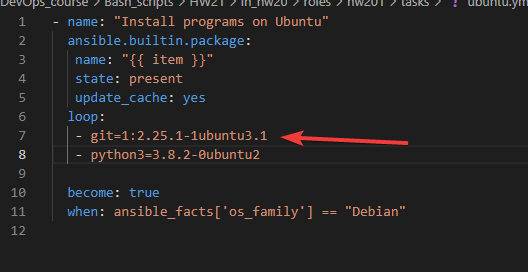 DevOps_course > Bash_scripts > HW21 > in_hw20 > roles > hw201 > tasks > ! ubuntu.ym
1 - name: "Install programs on Ubuntu"
2 ansible.builtin.package:
3 name: "{{ item }}"
4 state: present
5 update_cache: yes
6 loop:
7 - git=1:2.25.1-1ubuntu3.1
8 - python3=3.8.2-0ubuntu2
9
10 become: true
11 when: ansible_facts['os_family'] == "Debian"
12